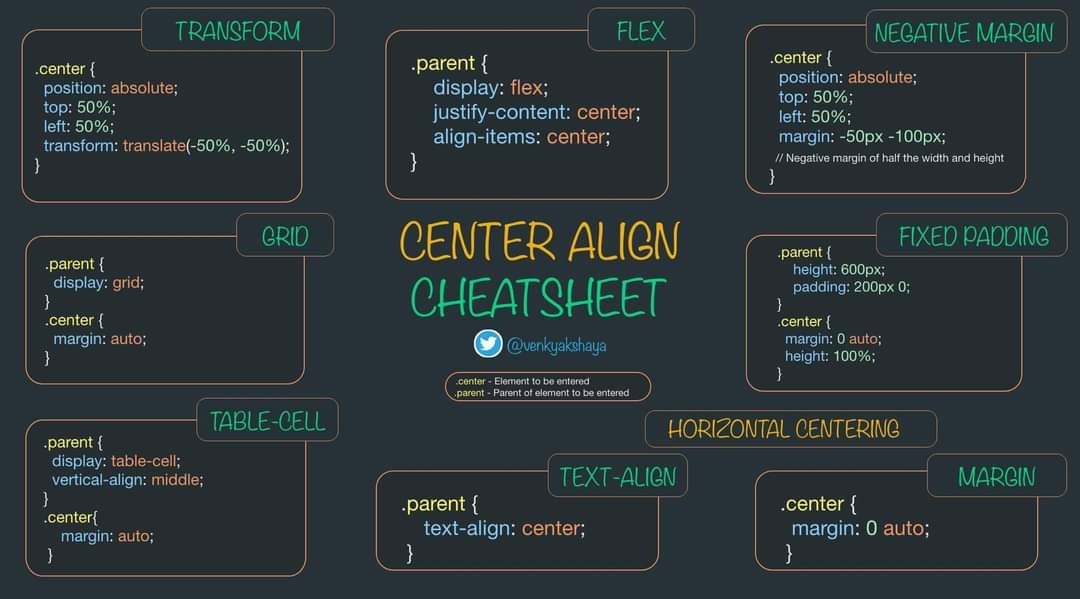 TRANSFORM
.center {
position: absolute;
top: 50%;
left: 50%;
transform: translate(-50%, -50%);
}
FLEX
.parent {
display: flex;
justify-content: center;
align-items: center;
}
NEGATIVE MARGIN
.center {
position: absolute;
top: 50%;
left: 50%;
margin: -50px -100px;
// Negative margin of half the width and height
}
GRID
.parent {
display: grid;
}
.center {
margin: auto;
}
CENTER ALIGN
CHEATSHEET
@venkyakshaya
.center - Element to be entered
.parent - Parent of element to be entered
FIXED PADDING
.parent {
height: 600px;
padding: 200px 0;
}
.center {
margin: 0 auto;
height: 100%;
}
TABLE-CELL
.parent {
display: table-cell;
vertical-align: middle;
}
.center{
margin: auto;
}
HORIZONTAL CENTERING
TEXT-ALIGN
.parent {
text-align: center;
}
MARGIN
.center {
margin: 0 auto;
}